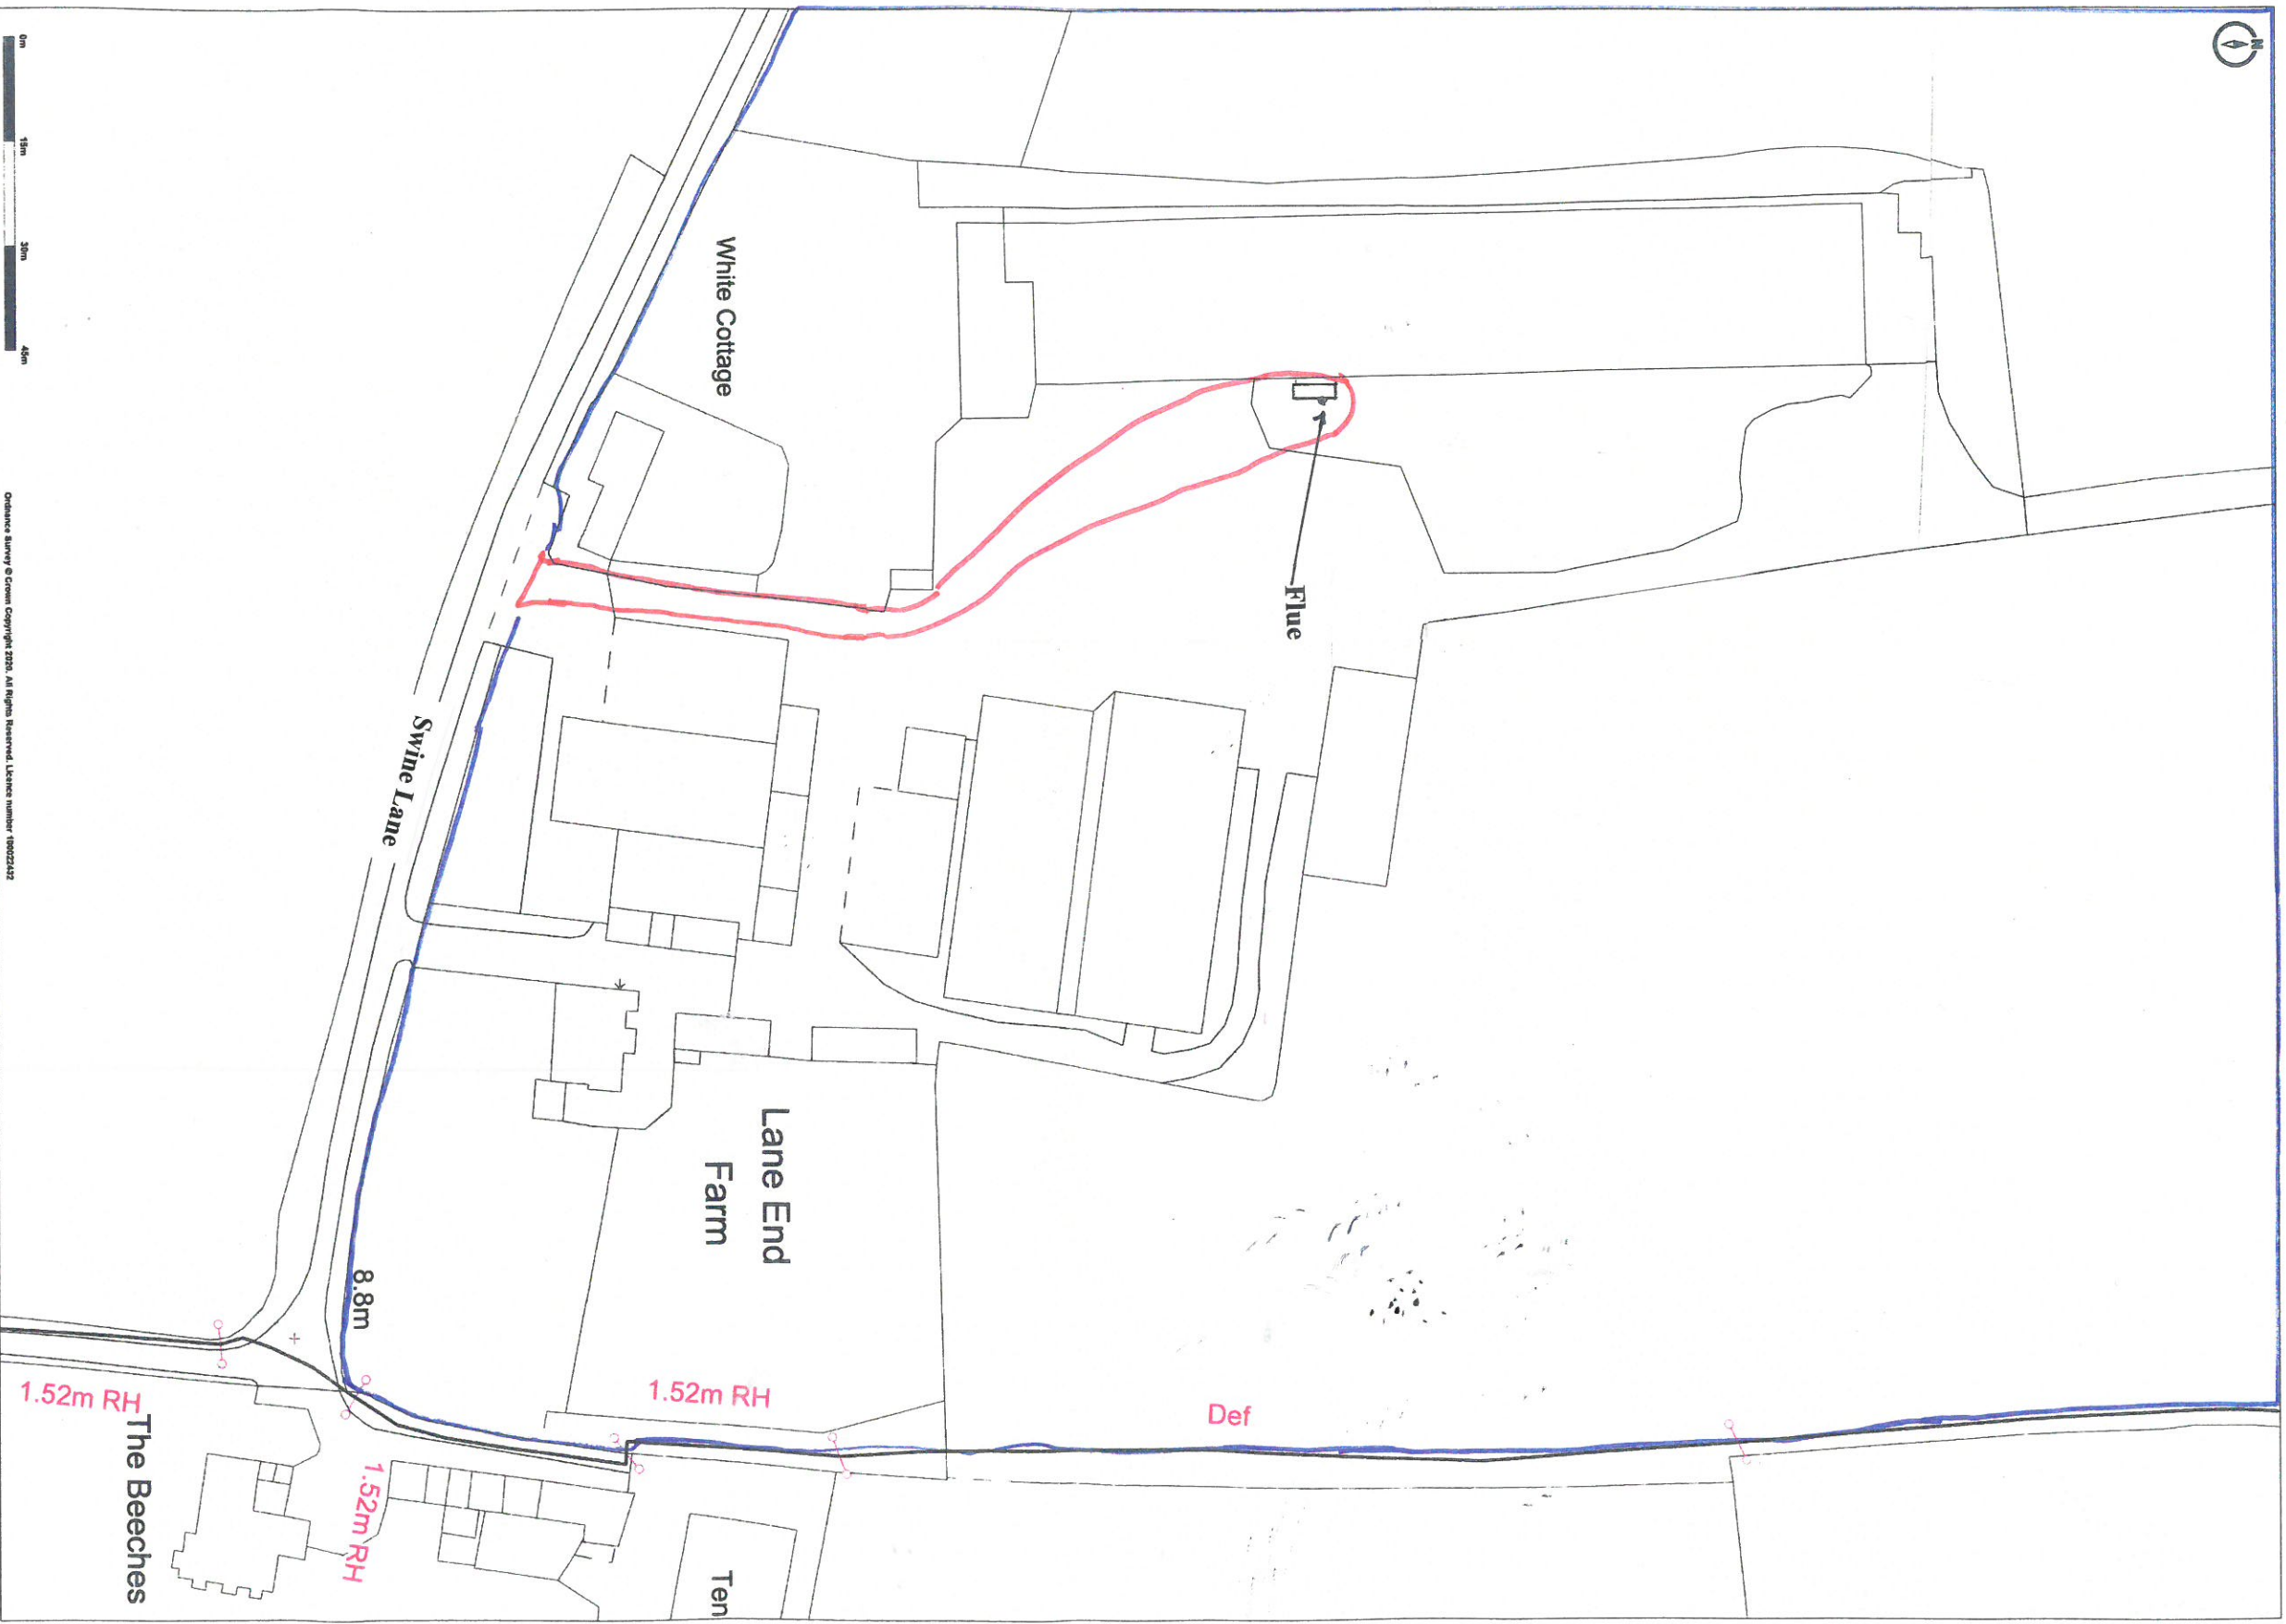 N
White Cottage
Flue
Swine Lane
Lane End
Farm
8.8m
1.52m RH
1.52m RH
Def
1.52m RH
The Beeches
Ten
0m
15m
30m
45m
Ordnance Survey © Crown Copyright 2020. All Rights Reserved. Licence number 100022432